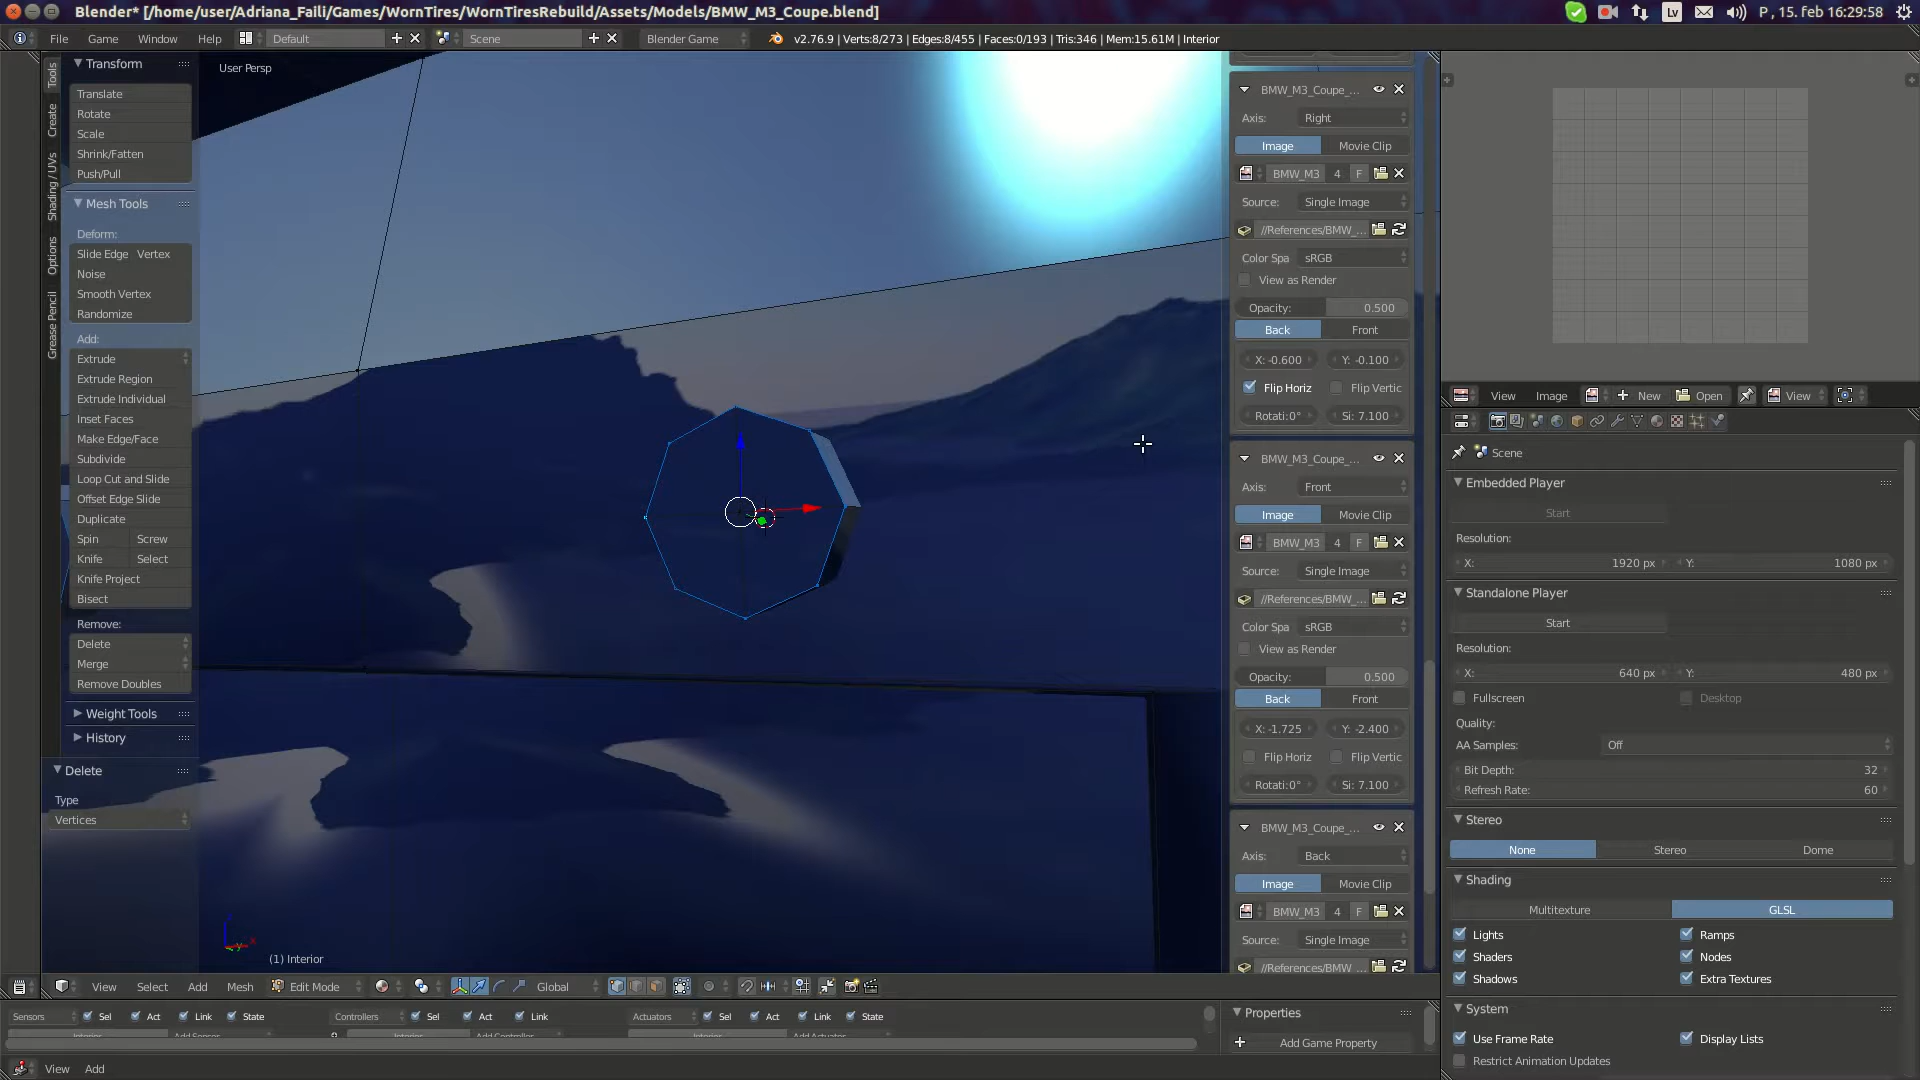 Blender* [/home/user/Adriana_Faili/Games/WornTires/WornTiresRebuild/Assets/Models/BMW_M3_Coupe.blend]
Lv
P , 15. feb 16:29:58
File Game Window Help
Default
Scene
Blender Game
v2.76.9 | Verts:8/273 | Edges:8/455 | Faces:0/193 | Tris:346 | Mem:15.61M | Interior
Tools
Create
Shading / UVs
Options
Grease Pencil
Transform
Translate
Rotate
Scale
Shrink/Fatten
Push/Pull
Mesh Tools
Deform:
Slide Edge Vertex
Noise
Smooth Vertex
Randomize
Add:
Extrude
Extrude Region
Extrude Individual
Inset Faces
Make Edge/Face
Subdivide
Loop Cut and Slide
Offset Edge Slide
Duplicate
Spin Screw
Knife Select
Knife Project
Bisect
Remove:
Delete
Merge
Remove Doubles
Weight Tools
History
Delete
Type
Vertices
User Persp
(1) Interior
BMW_M3_Coupe_...
Axis: Right
Image Movie Clip
BMW_M3 4 F
Source: Single Image
//References/BMW_...
Color Spa sRGB
View as Render
Opacity: 0.500
Back Front
X: -0.600 Y: -0.100
Flip Horiz Flip Vertic
Rotati:0° Si: 7.100
BMW_M3_Coupe_...
Axis: Front
Image Movie Clip
BMW_M3 4 F
Source: Single Image
//References/BMW_...
Color Spa sRGB
View as Render
Opacity: 0.500
Back Front
X: -1.725 Y: -2.400
Flip Horiz Flip Vertic
Rotati:0° Si: 7.100
BMW_M3_Coupe_...
Axis: Back
Image Movie Clip
BMW_M3 4 F
Source: Single Image
//References/BMW_...
View Image New Open View
Scene
Embedded Player
Start
Resolution:
X: 1920 px Y: 1080 px
Standalone Player
Start
Resolution:
X: 640 px Y: 480 px
Fullscreen Desktop
Quality:
AA Samples: Off
Bit Depth: 32
Refresh Rate: 60
Stereo
None Stereo Dome
Shading
Multitexture GLSL
Lights Ramps
Shaders Nodes
Shadows Extra Textures
System
Use Frame Rate Display Lists
Restrict Animation Updates
View Select Add Mesh Edit Mode Global
Sensors Sel Act Link State
Controllers Sel Act Link
Actuators Sel Act Link State
Interior Add Sensor
Interior Add Controller
Interior Add Actuator
Properties
Add Game Property
View Add